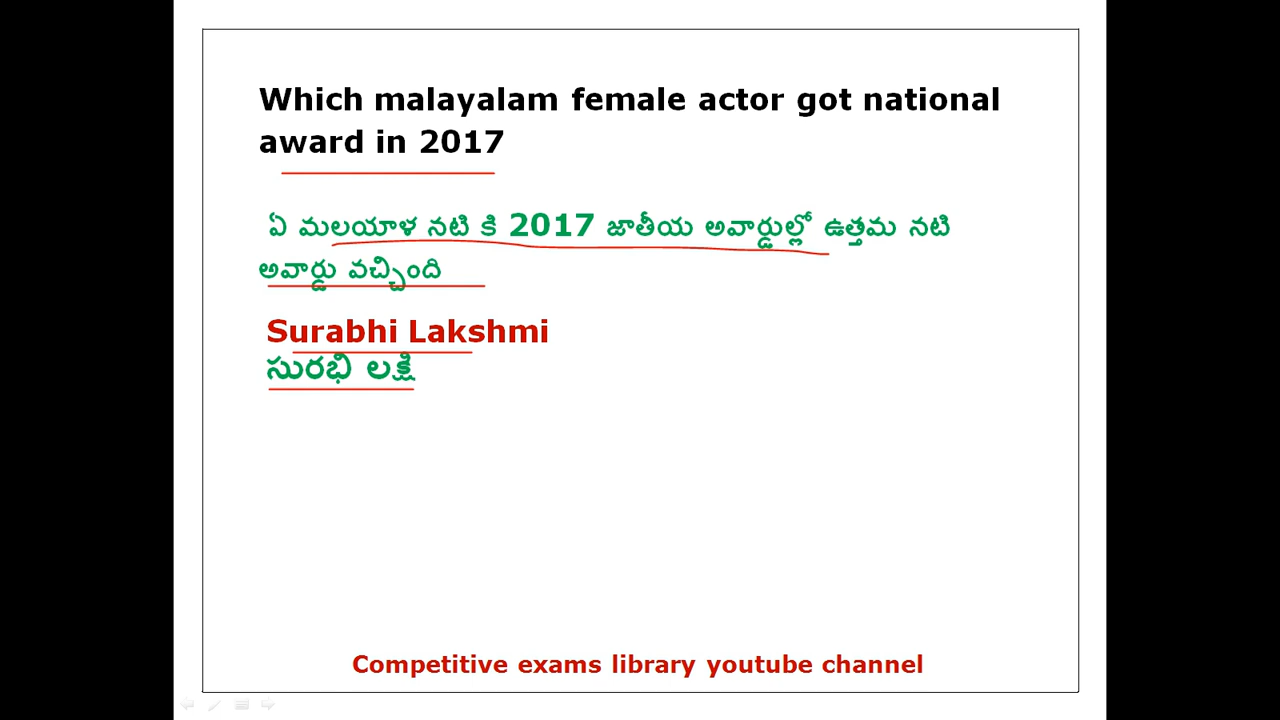 Which malayalam female actor got national
award in 2017
ఏ మలయాళ నటి కి 2017 జాతీయ అవార్డుల్లో ఉత్తమ నటి
అవార్డు వచ్చింది
Surabhi Lakshmi
సురభి లక్షి
Competitive exams library youtube channel